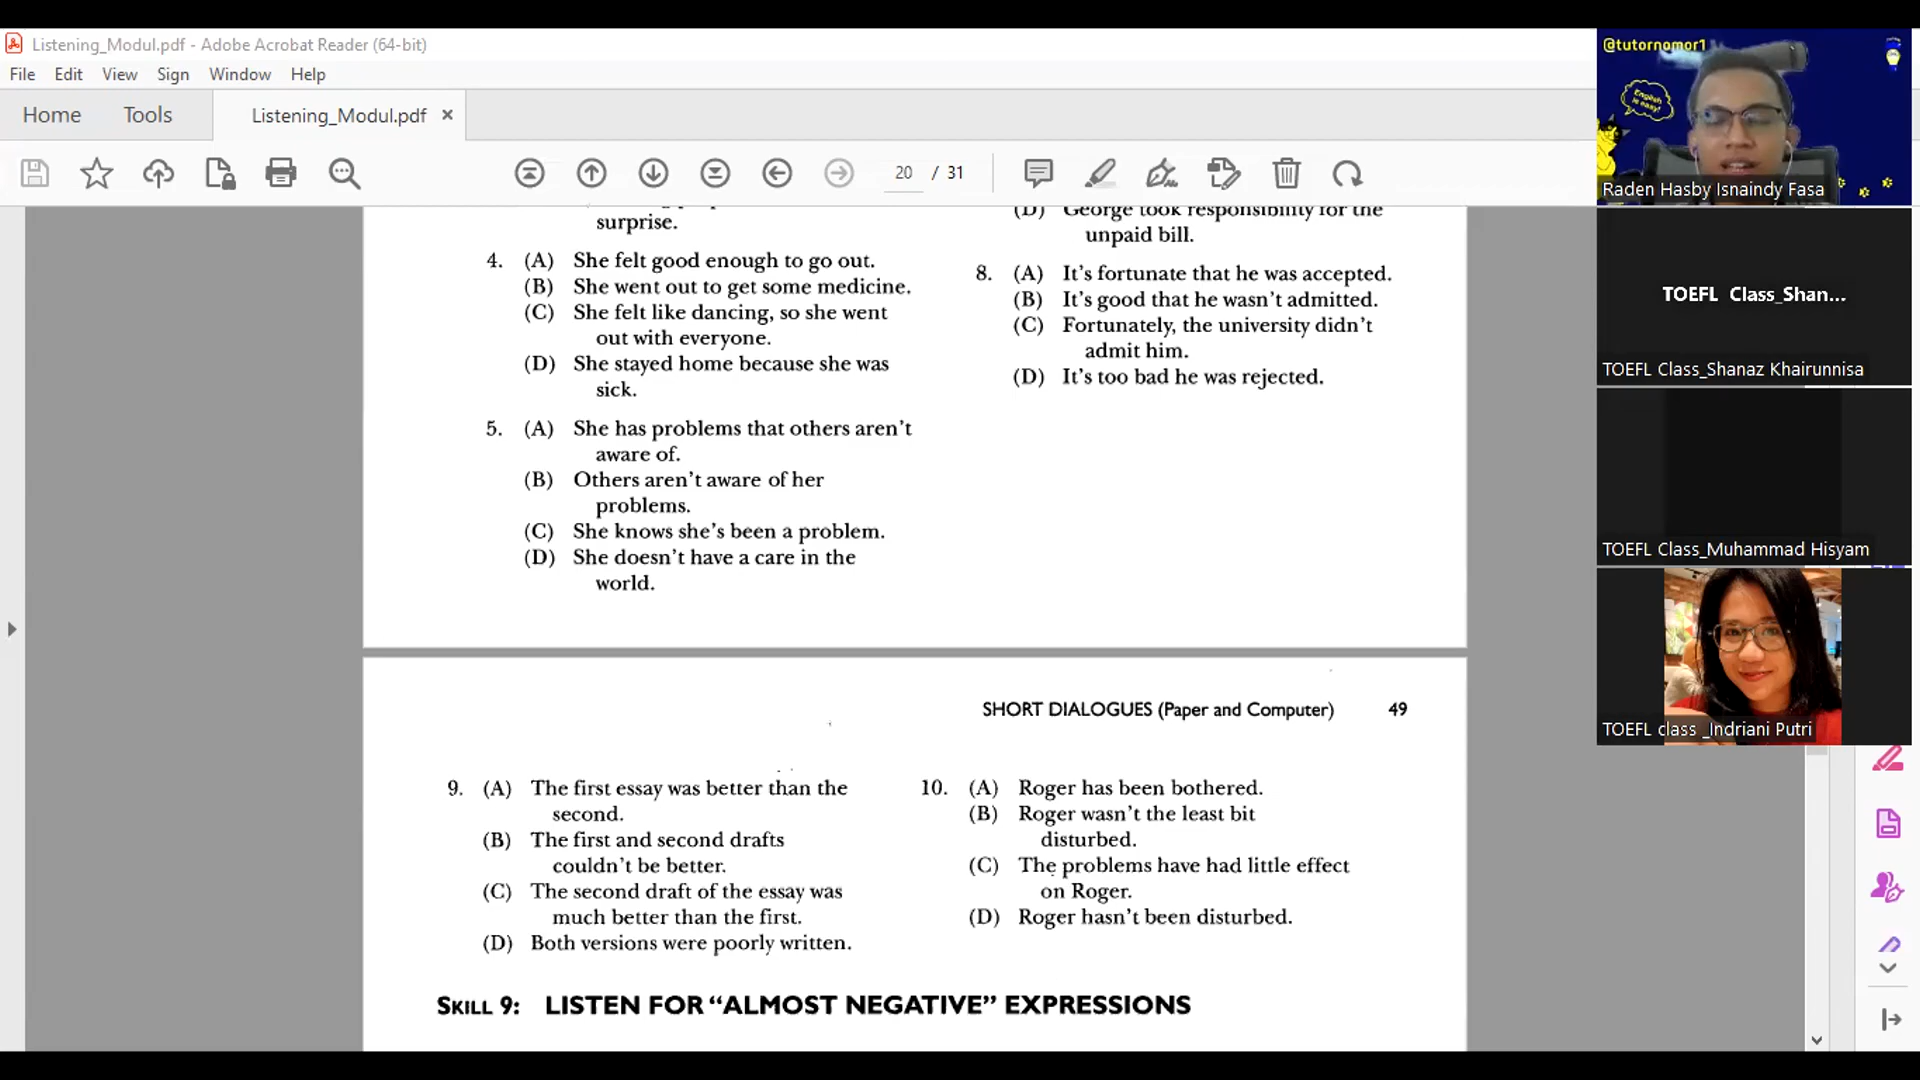 Listening_Modul.pdf - Adobe Acrobat Reader (64-bit)
File Edit View Sign Window Help
Home Tools Listening_Modul.pdf ×
20 / 31
surprise.
4. (A) She felt good enough to go out.
(B) She went out to get some medicine.
(C) She felt like dancing, so she went
out with everyone.
(D) She stayed home because she was
sick.
5. (A) She has problems that others aren't
aware of.
(B) Others aren't aware of her
problems.
(C) She knows she's been a problem.
(D) She doesn't have a care in the
world.
(D) George took responsibility for the
unpaid bill.
8. (A) It's fortunate that he was accepted.
(B) It's good that he wasn't admitted.
(C) Fortunately, the university didn't
admit him.
(D) It's too bad he was rejected.
SHORT DIALOGUES (Paper and Computer) 49
9. (A) The first essay was better than the
second.
(B) The first and second drafts
couldn't be better.
(C) The second draft of the essay was
much better than the first.
(D) Both versions were poorly written.
10. (A) Roger has been bothered.
(B) Roger wasn't the least bit
disturbed.
(C) The problems have had little effect
on Roger.
(D) Roger hasn't been disturbed.
SKILL 9: LISTEN FOR “ALMOST NEGATIVE” EXPRESSIONS
@tutornomor1
English
is easy!
Raden Hasby Isnaindy Fasa
TOEFL Class_Shan...
TOEFL Class_Shanaz Khairunnisa
TOEFL Class_Muhammad Hisyam
TOEFL class _Indriani Putri